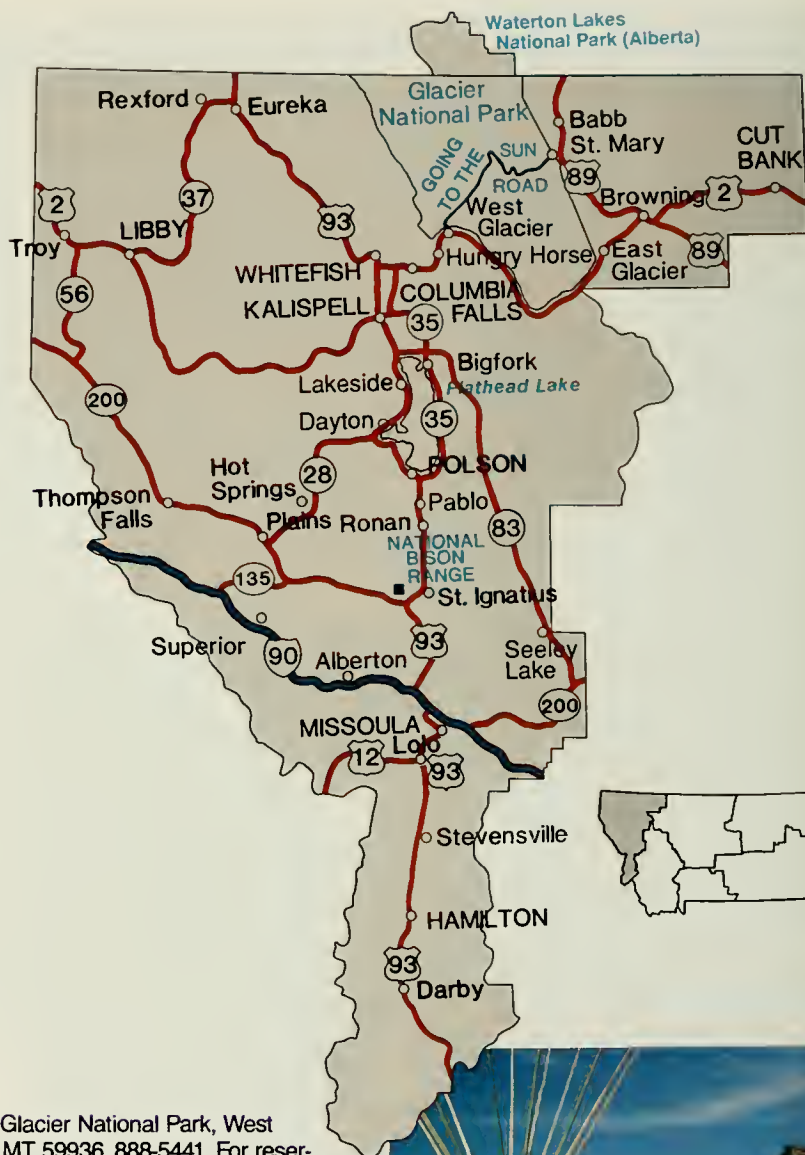 Waterton Lakes
National Park (Alberta)
Rexford
Eureka
Glacier
National Park
Babb
St. Mary
CUT
BANK
GOING
TO THE
SUN
ROAD
2
37
93
89
Browning
2
Troy
LIBBY
West
Glacier
WHITEFISH
Hungry Horse
East
Glacier
89
56
KALISPELL
COLUMBIA
FALLS
35
Bigfork
Lakeside
Flathead Lake
200
Dayton
35
Hot
Springs
28
POLSON
Thompson
Falls
Pablo
Plains
Ronan
83
NATIONAL
BISON
RANGE
135
St. Ignatius
Superior
93
90
Alberton
Seeley
Lake
200
MISSOULA
12
Lolo
93
Stevensville
HAMILTON
93
Darby
Glacier National Park, West
MT 59936. 888-5441. For reser-